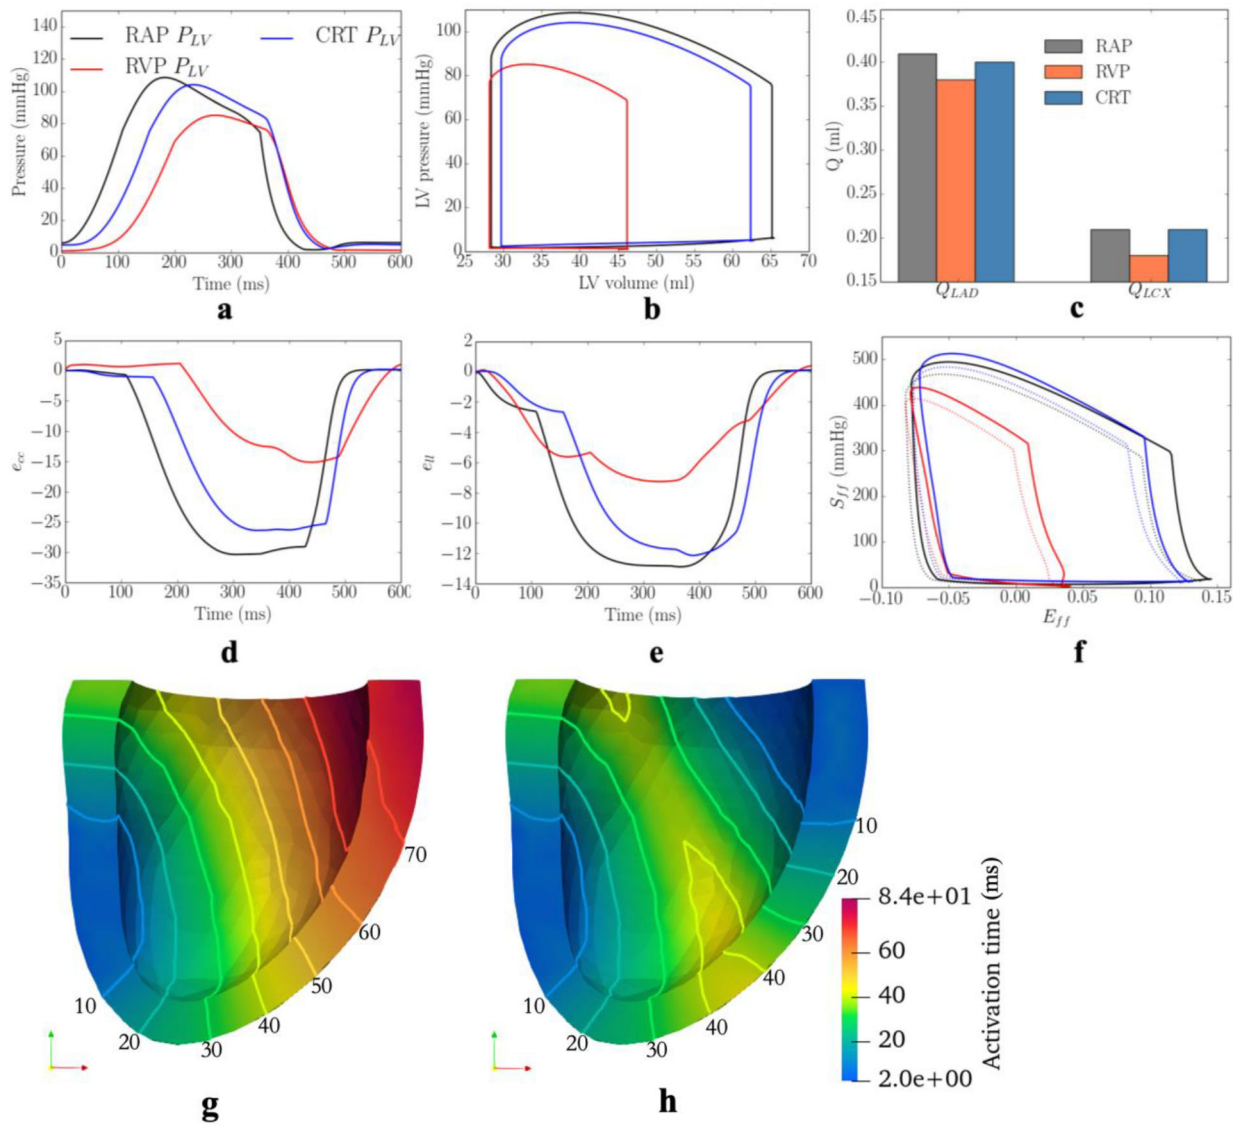 140
120
100
80
60
40
20
0
Pressure (mmHg)
RAP P_LV
CRT P_LV
RVP P_LV
0 100 200 300 400 500 600
Time (ms)
a
100
80
60
40
20
0
LV pressure (mmHg)
25 30 35 40 45 50 55 60 65 70
LV volume (ml)
b
0.45
0.40
0.35
0.30
0.25
0.20
0.15
Q (ml)
RAP
RVP
CRT
Q_LAD Q_LCX
c
5
0
−5
−10
−15
−20
−25
−30
−35
e_cc
0 100 200 300 400 500 600
Time (ms)
d
2
0
−2
−4
−6
−8
−10
−12
−14
e_ll
0 100 200 300 400 500 600
Time (ms)
e
500
400
300
200
100
0
S_ff (mmHg)
−0.10 −0.05 0.00 0.05 0.10 0.15
E_ff
f
10
20
30
40
50
60
70
g
10
20
30
40
40
30
20
10
h
8.4e+01
60
40
20
2.0e+00
Activation time (ms)